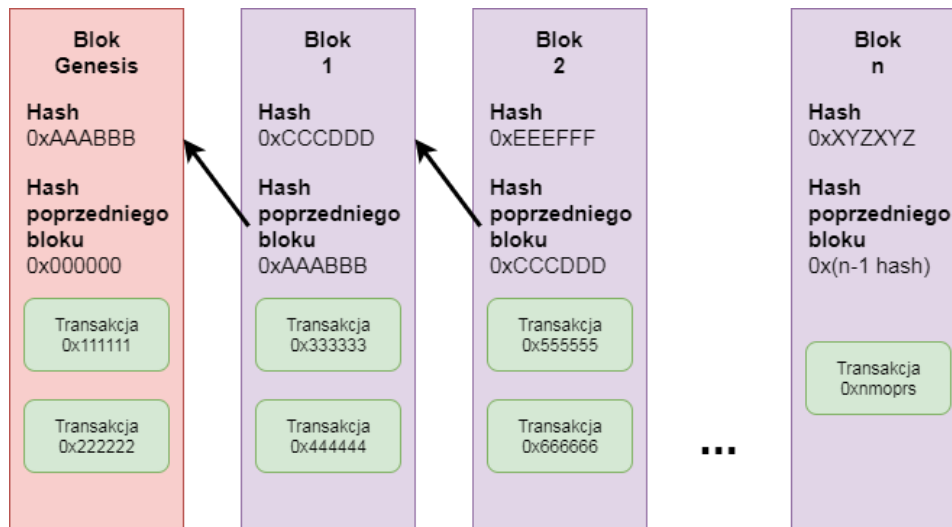 Blok
Genesis
Hash
0xAAABBB
Hash
poprzedniego
bloku
0x000000
Transakcja
0x111111
Transakcja
0x222222
Blok
1
Hash
0xCCCDDD
Hash
poprzedniego
bloku
0xAAABBB
Transakcja
0x333333
Transakcja
0x444444
Blok
2
Hash
0xEEEFFF
Hash
poprzedniego
bloku
0xCCCDDD
Transakcja
0x555555
Transakcja
0x666666
...
Blok
n
Hash
0xXYZXYZ
Hash
poprzedniego
bloku
0x(n-1 hash)
Transakcja
0xnmoprs